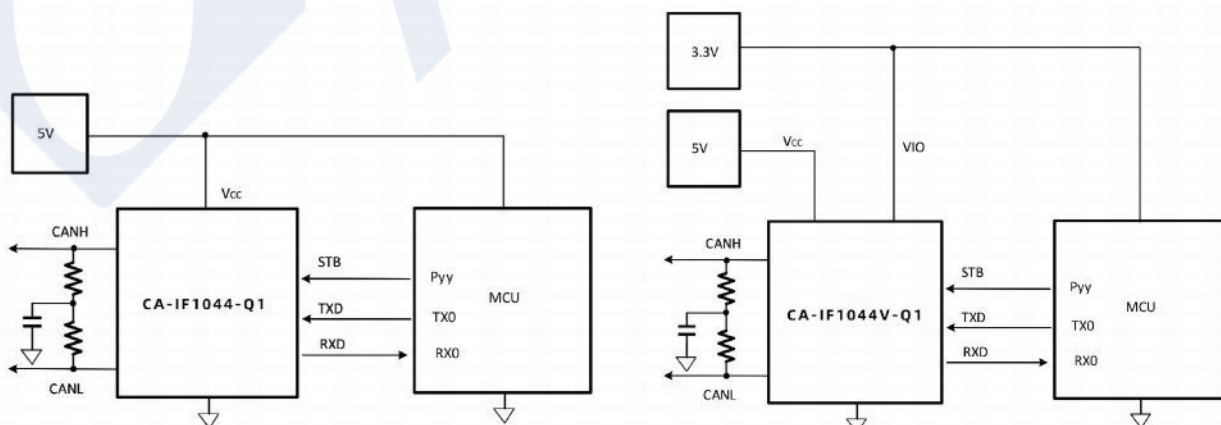 5V
Vcc
CANH
CA-IF1044-Q1
CANL
STB
TXD
RXD
Pyy
TX0
RX0
MCU
3.3V
5V
Vcc
VIO
CANH
CA-IF1044V-Q1
CANL
STB
TXD
RXD
Pyy
TX0
RX0
MCU